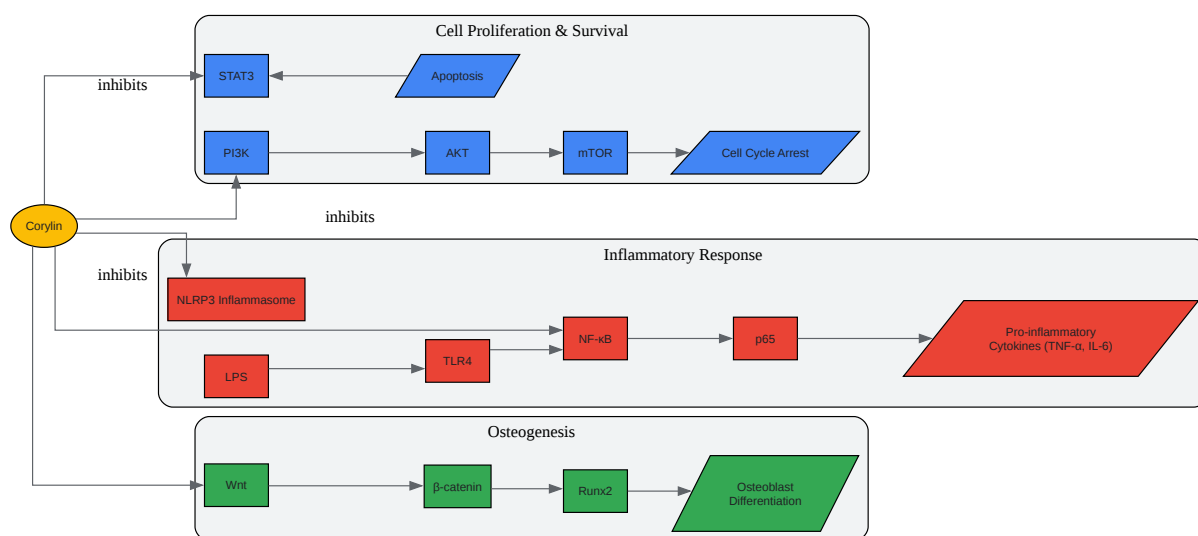 Cell Proliferation & Survival
STAT3
Apoptosis
inhibits
PI3K
AKT
mTOR
Cell Cycle Arrest
Corylin
inhibits
Inflammatory Response
inhibits
NLRP3 Inflammasome
NF-κB
p65
Pro-inflammatory
Cytokines (TNF-α, IL-6)
TLR4
LPS
Osteogenesis
Wnt
β-catenin
Runx2
Osteoblast
Differentiation